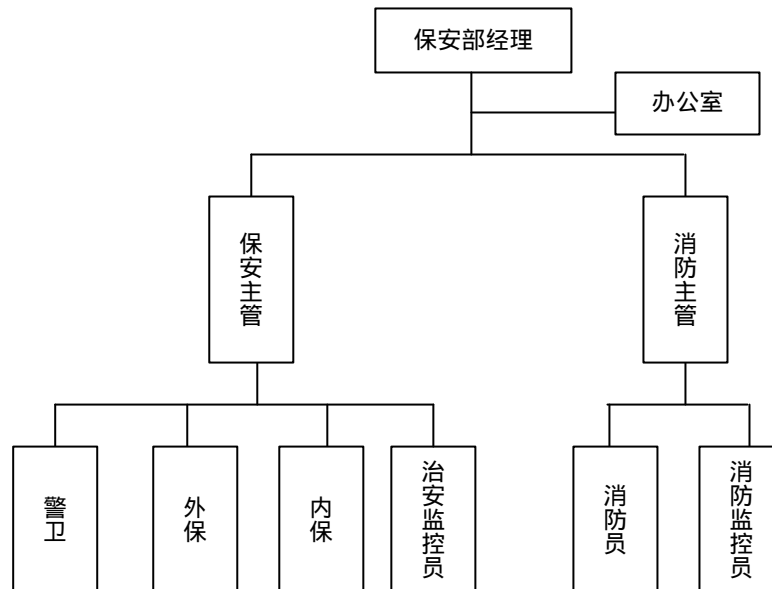 保安部经理
办公室
保安主管
消防主管
警卫
外保
内保
治安监控员
消防员
消防监控员